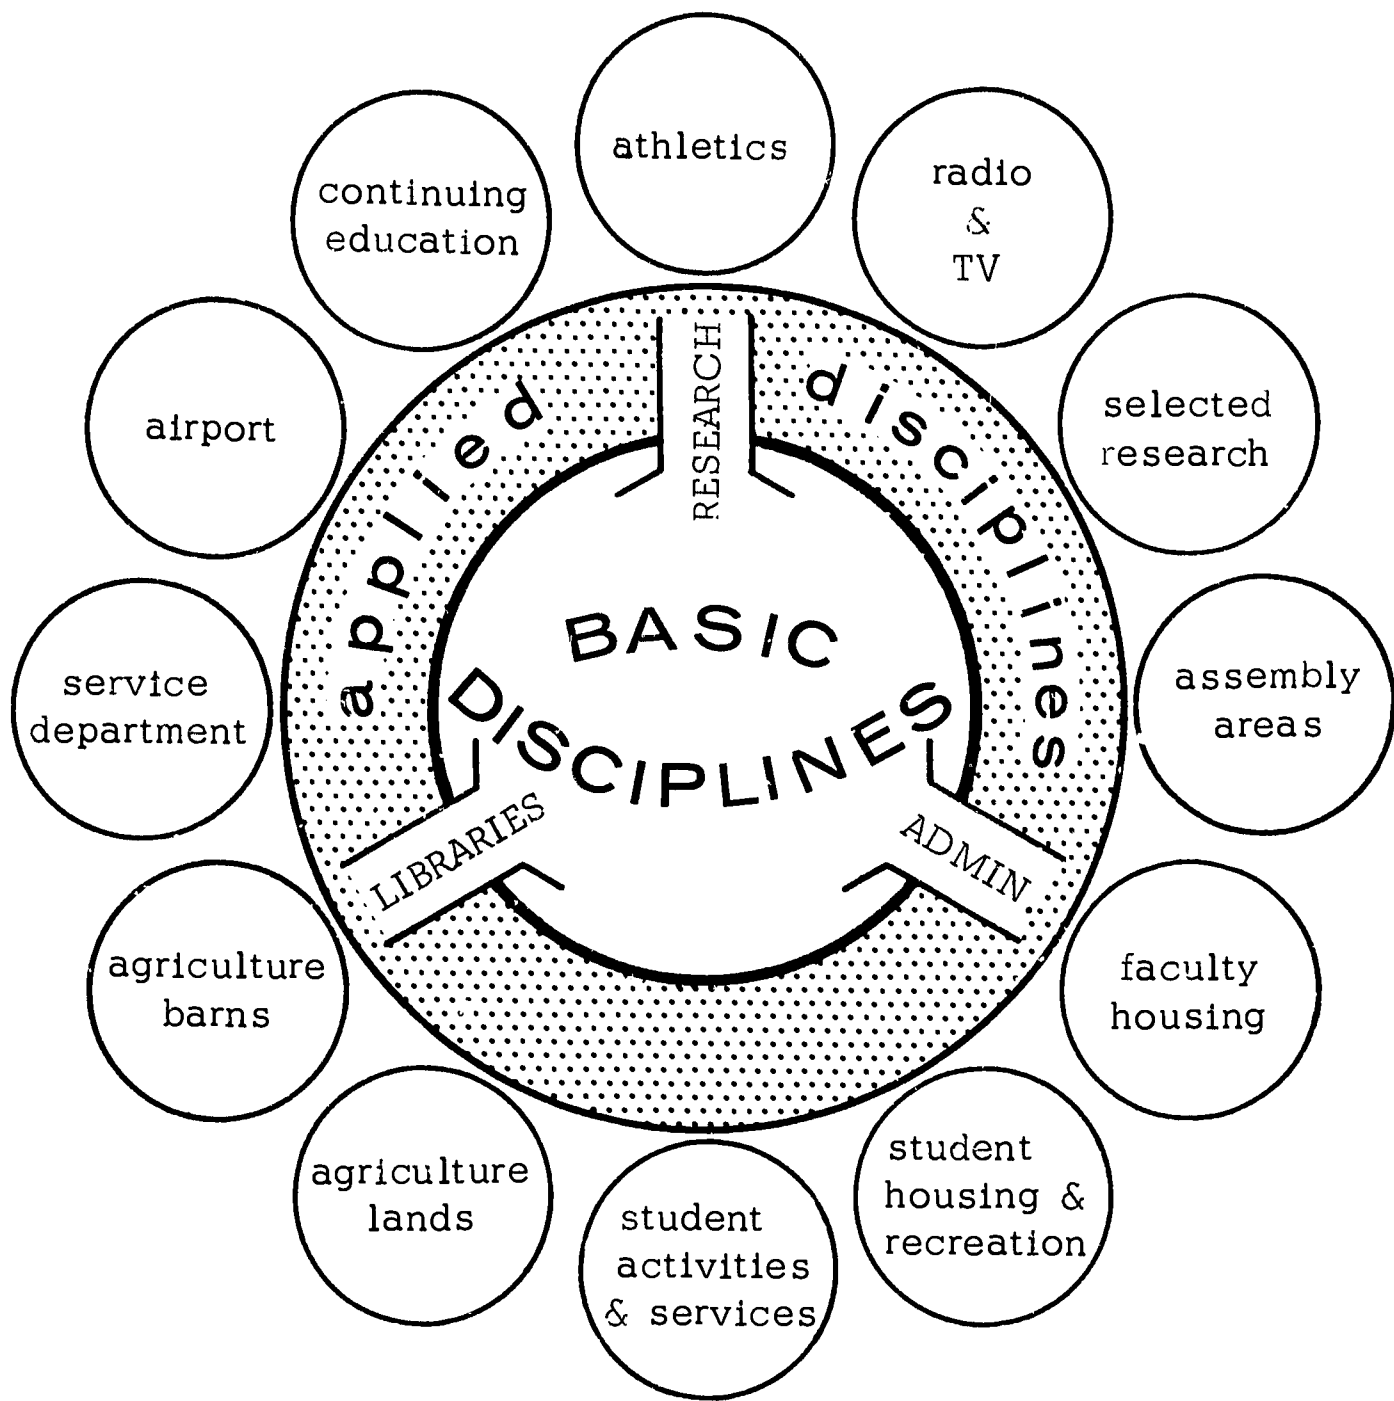 athletics
radio
&
TV
continuing
education
selected
research
airport
applied
disciplines
RESEARCH
BASIC
DISCIPLINES
LIBRARIES
ADMIN
service
department
assembly
areas
agriculture
barns
faculty
housing
agriculture
lands
student
housing &
recreation
student
activities
& services